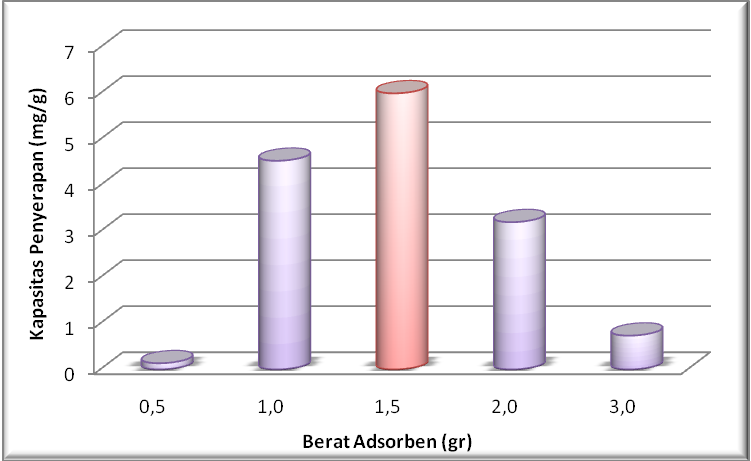 Kapasitas Penyerapan (mg/g)
7
6
5
4
3
2
1
0
0,5 1,0 1,5 2,0 3,0
Berat Adsorben (gr)